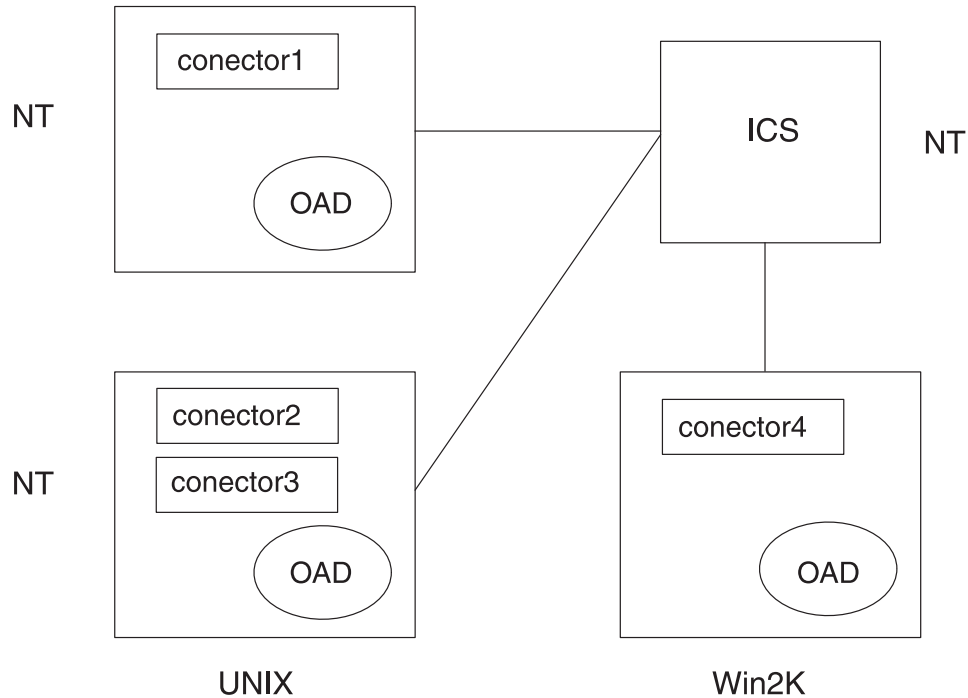 conector1
NT
OAD
ICS
NT
conector2
conector3
NT
OAD
UNIX
conector4
OAD
Win2K